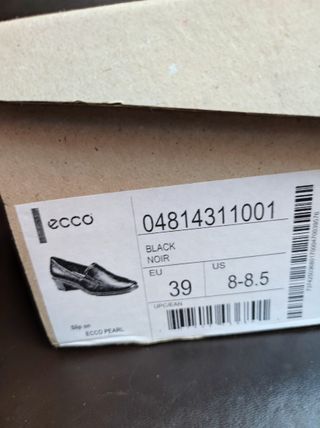 ecco
04814311001
BLACK
NOIR
EU
US
39
8-8.5
UPC/EAN
Slip on
ECCO PEARL